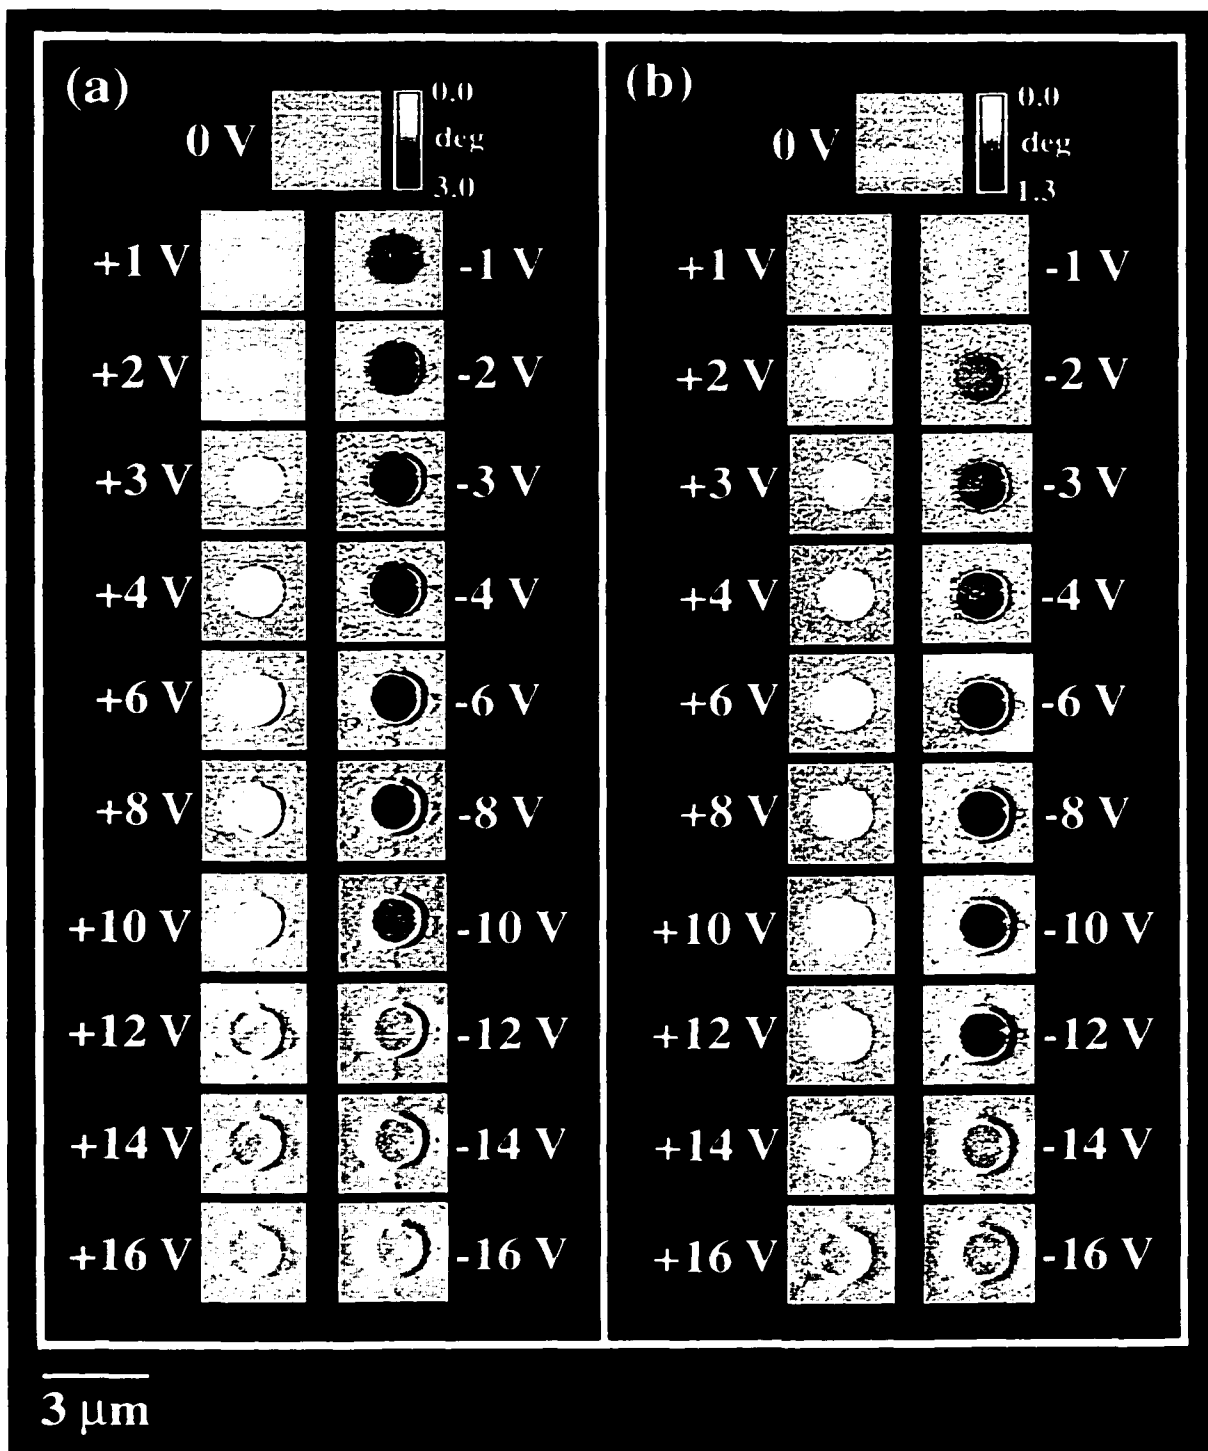 (a)
0.0
0 V
deg
3.0
+1 V
-1 V
+2 V
-2 V
+3 V
-3 V
+4 V
-4 V
+6 V
-6 V
+8 V
-8 V
+10 V
-10 V
+12 V
-12 V
+14 V
-14 V
+16 V
-16 V
(b)
0.0
0 V
deg
1.3
+1 V
-1 V
+2 V
-2 V
+3 V
-3 V
+4 V
-4 V
+6 V
-6 V
+8 V
-8 V
+10 V
-10 V
+12 V
-12 V
+14 V
-14 V
+16 V
-16 V
3 μm